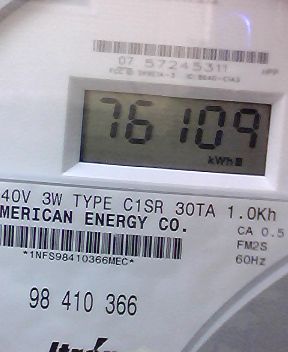 07 57245311
76109
kWh
40V 3W TYPE C1SR 30TA 1.0Kh
MERICAN ENERGY CO.
CA 0.5
FM2S
60Hz
*1NFS98410366MEC*
98 410 366
Itron